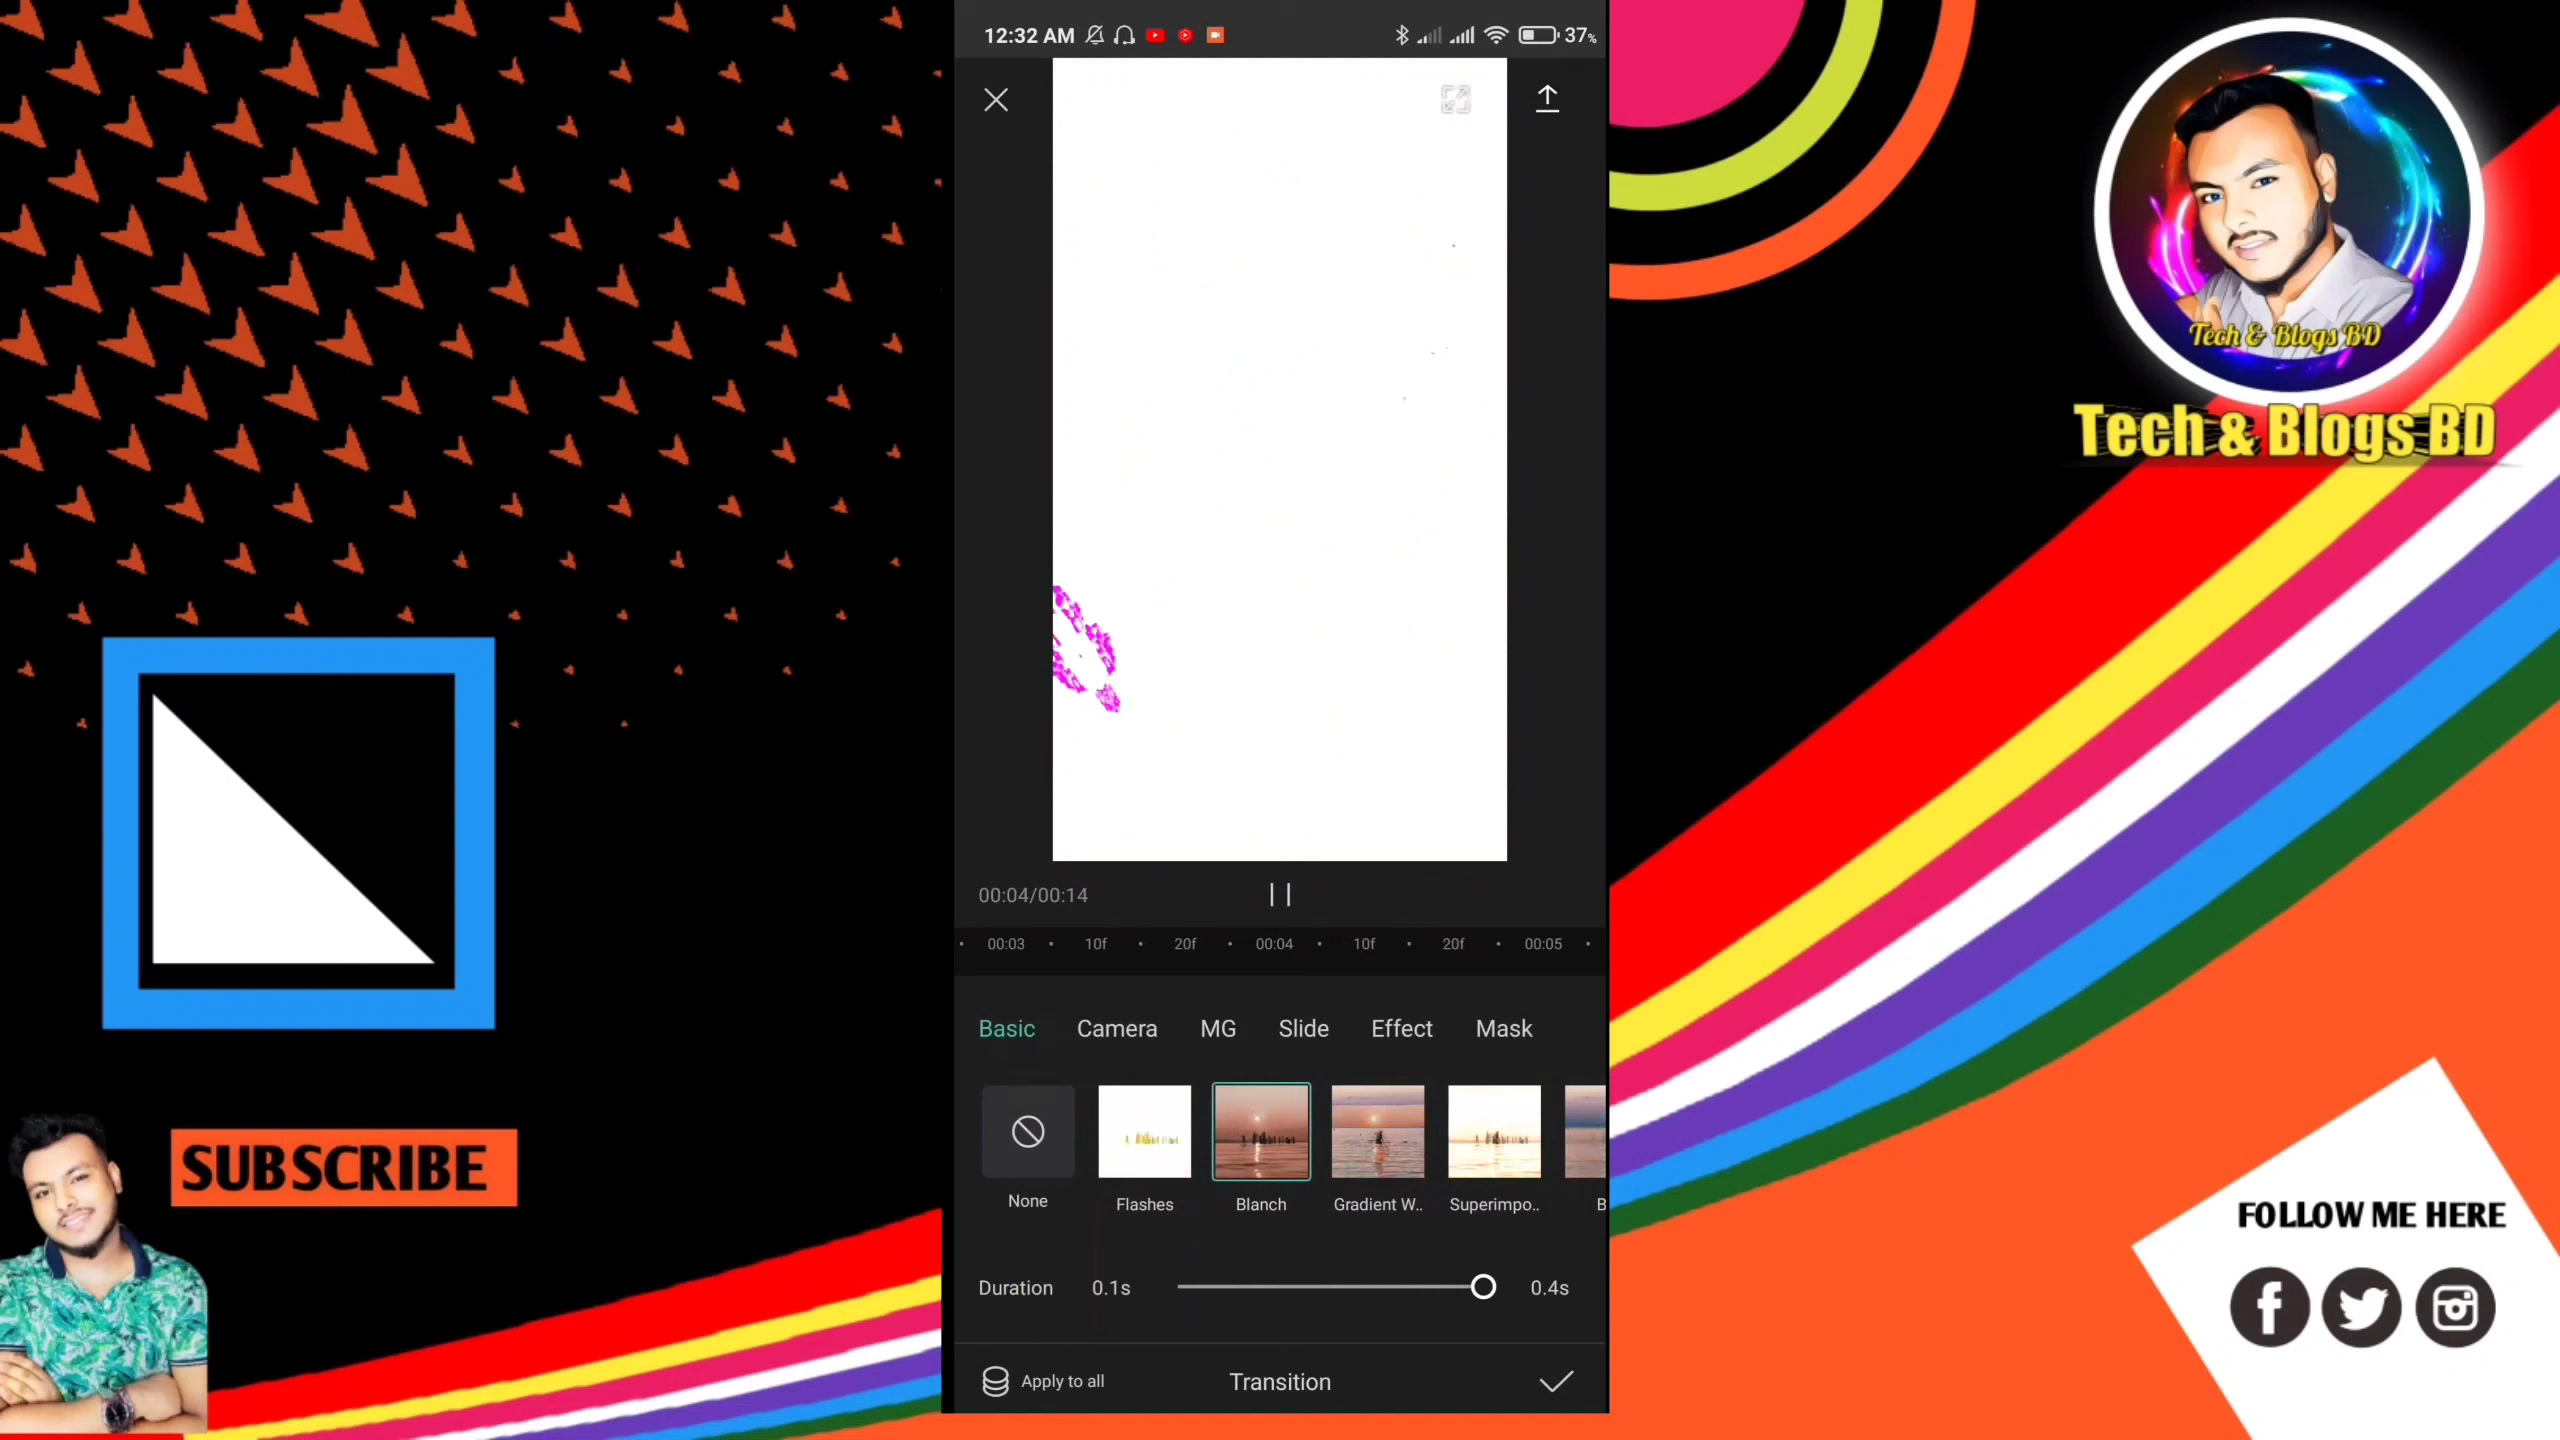 12:32 AM
37%
Tech & Blogs BD
Tech & Blogs BD
00:04/00:14
00:03
10f
20f
00:04
10f
20f
00:05
Basic
Camera
MG
Slide
Effect
Mask
None
Flashes
Blanch
Gradient W..
Superimpo..
B
Duration
0.1s
0.4s
Apply to all
Transition
SUBSCRIBE
FOLLOW ME HERE